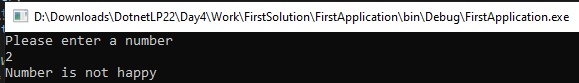 D:\Downloads\DotnetLP22\Day4\Work\FirstSolution\FirstApplication\bin\Debug\FirstApplication.exe
Please enter a number
2
Number is not happy